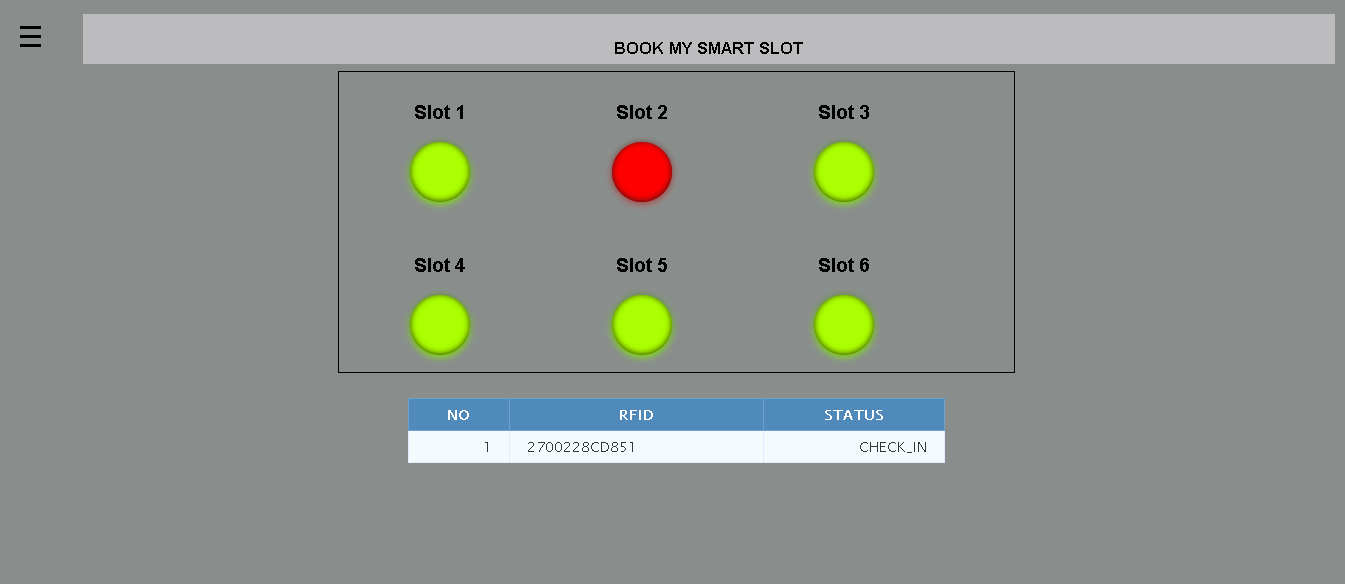 BOOK MY SMART SLOT
Slot 1 Slot 2 Slot 3
Slot 4 Slot 5 Slot 6
NO RFID STATUS
1 2700228CD851 CHECK_IN